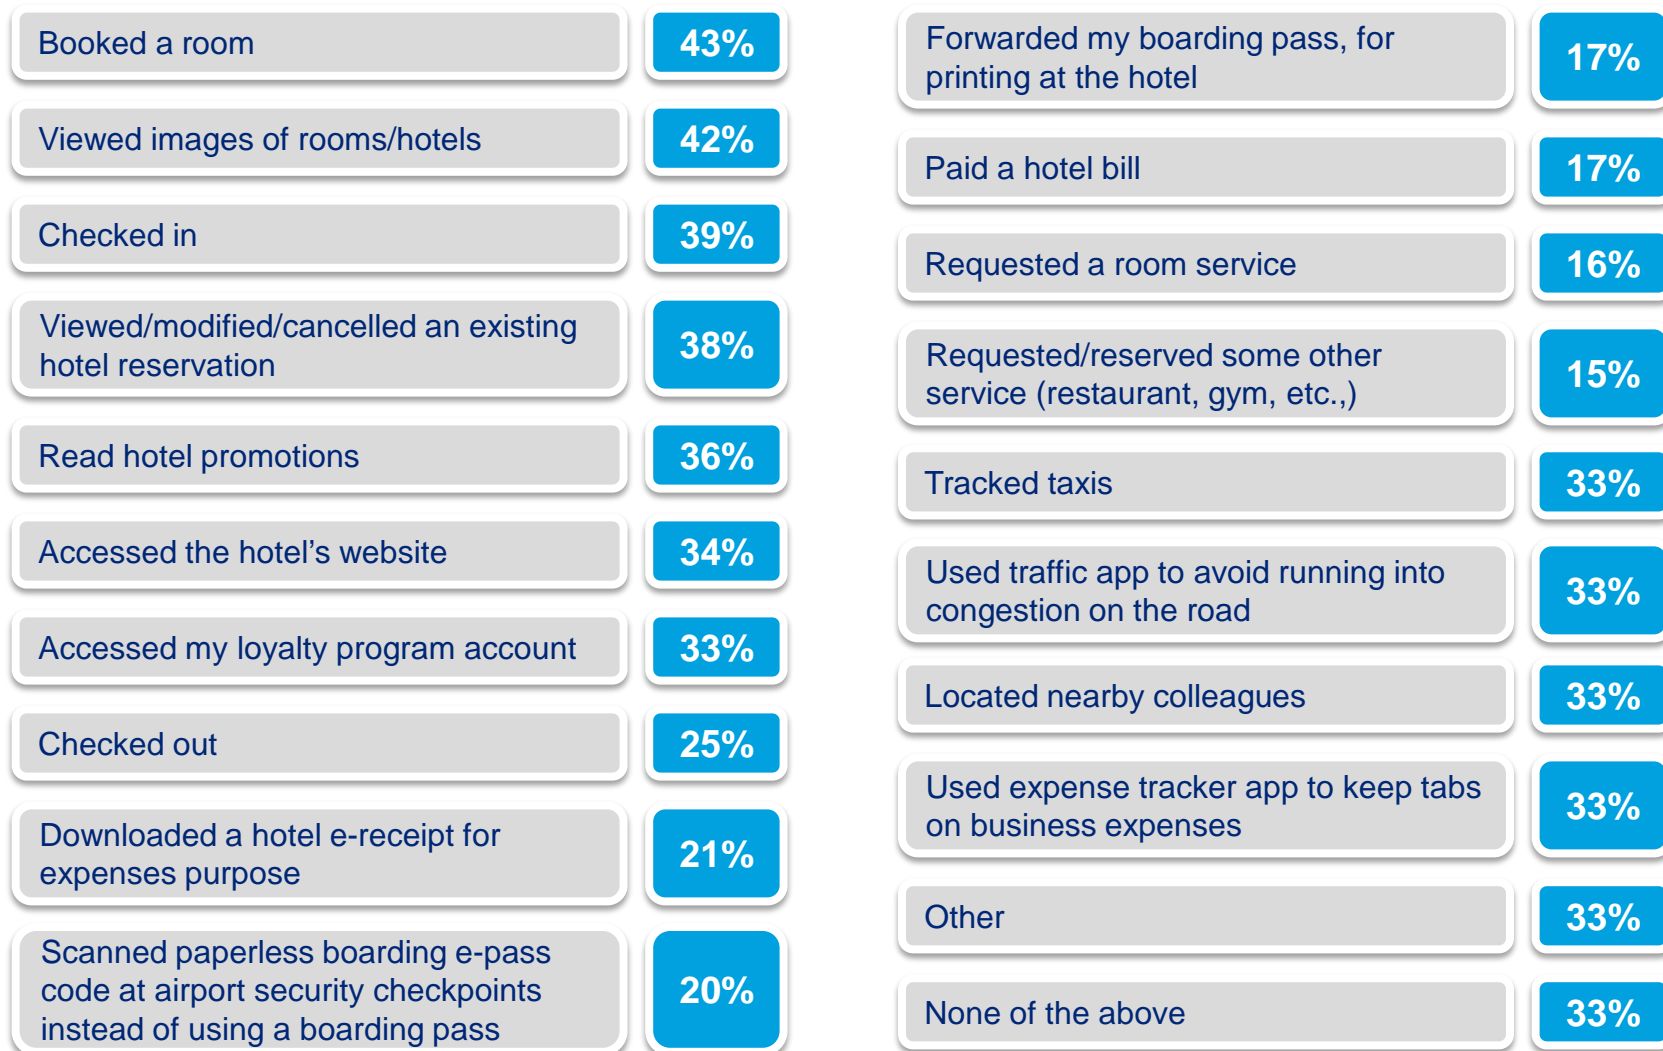 Booked a room
43%
Viewed images of rooms/hotels
42%
Checked in
39%
Viewed/modified/cancelled an existing
hotel reservation
38%
Read hotel promotions
36%
Accessed the hotel’s website
34%
Accessed my loyalty program account
33%
Checked out
25%
Downloaded a hotel e-receipt for
expenses purpose
21%
Scanned paperless boarding e-pass
code at airport security checkpoints
instead of using a boarding pass
20%
Forwarded my boarding pass, for
printing at the hotel
17%
Paid a hotel bill
17%
Requested a room service
16%
Requested/reserved some other
service (restaurant, gym, etc.,)
15%
Tracked taxis
33%
Used traffic app to avoid running into
congestion on the road
33%
Located nearby colleagues
33%
Used expense tracker app to keep tabs
on business expenses
33%
Other
33%
None of the above
33%